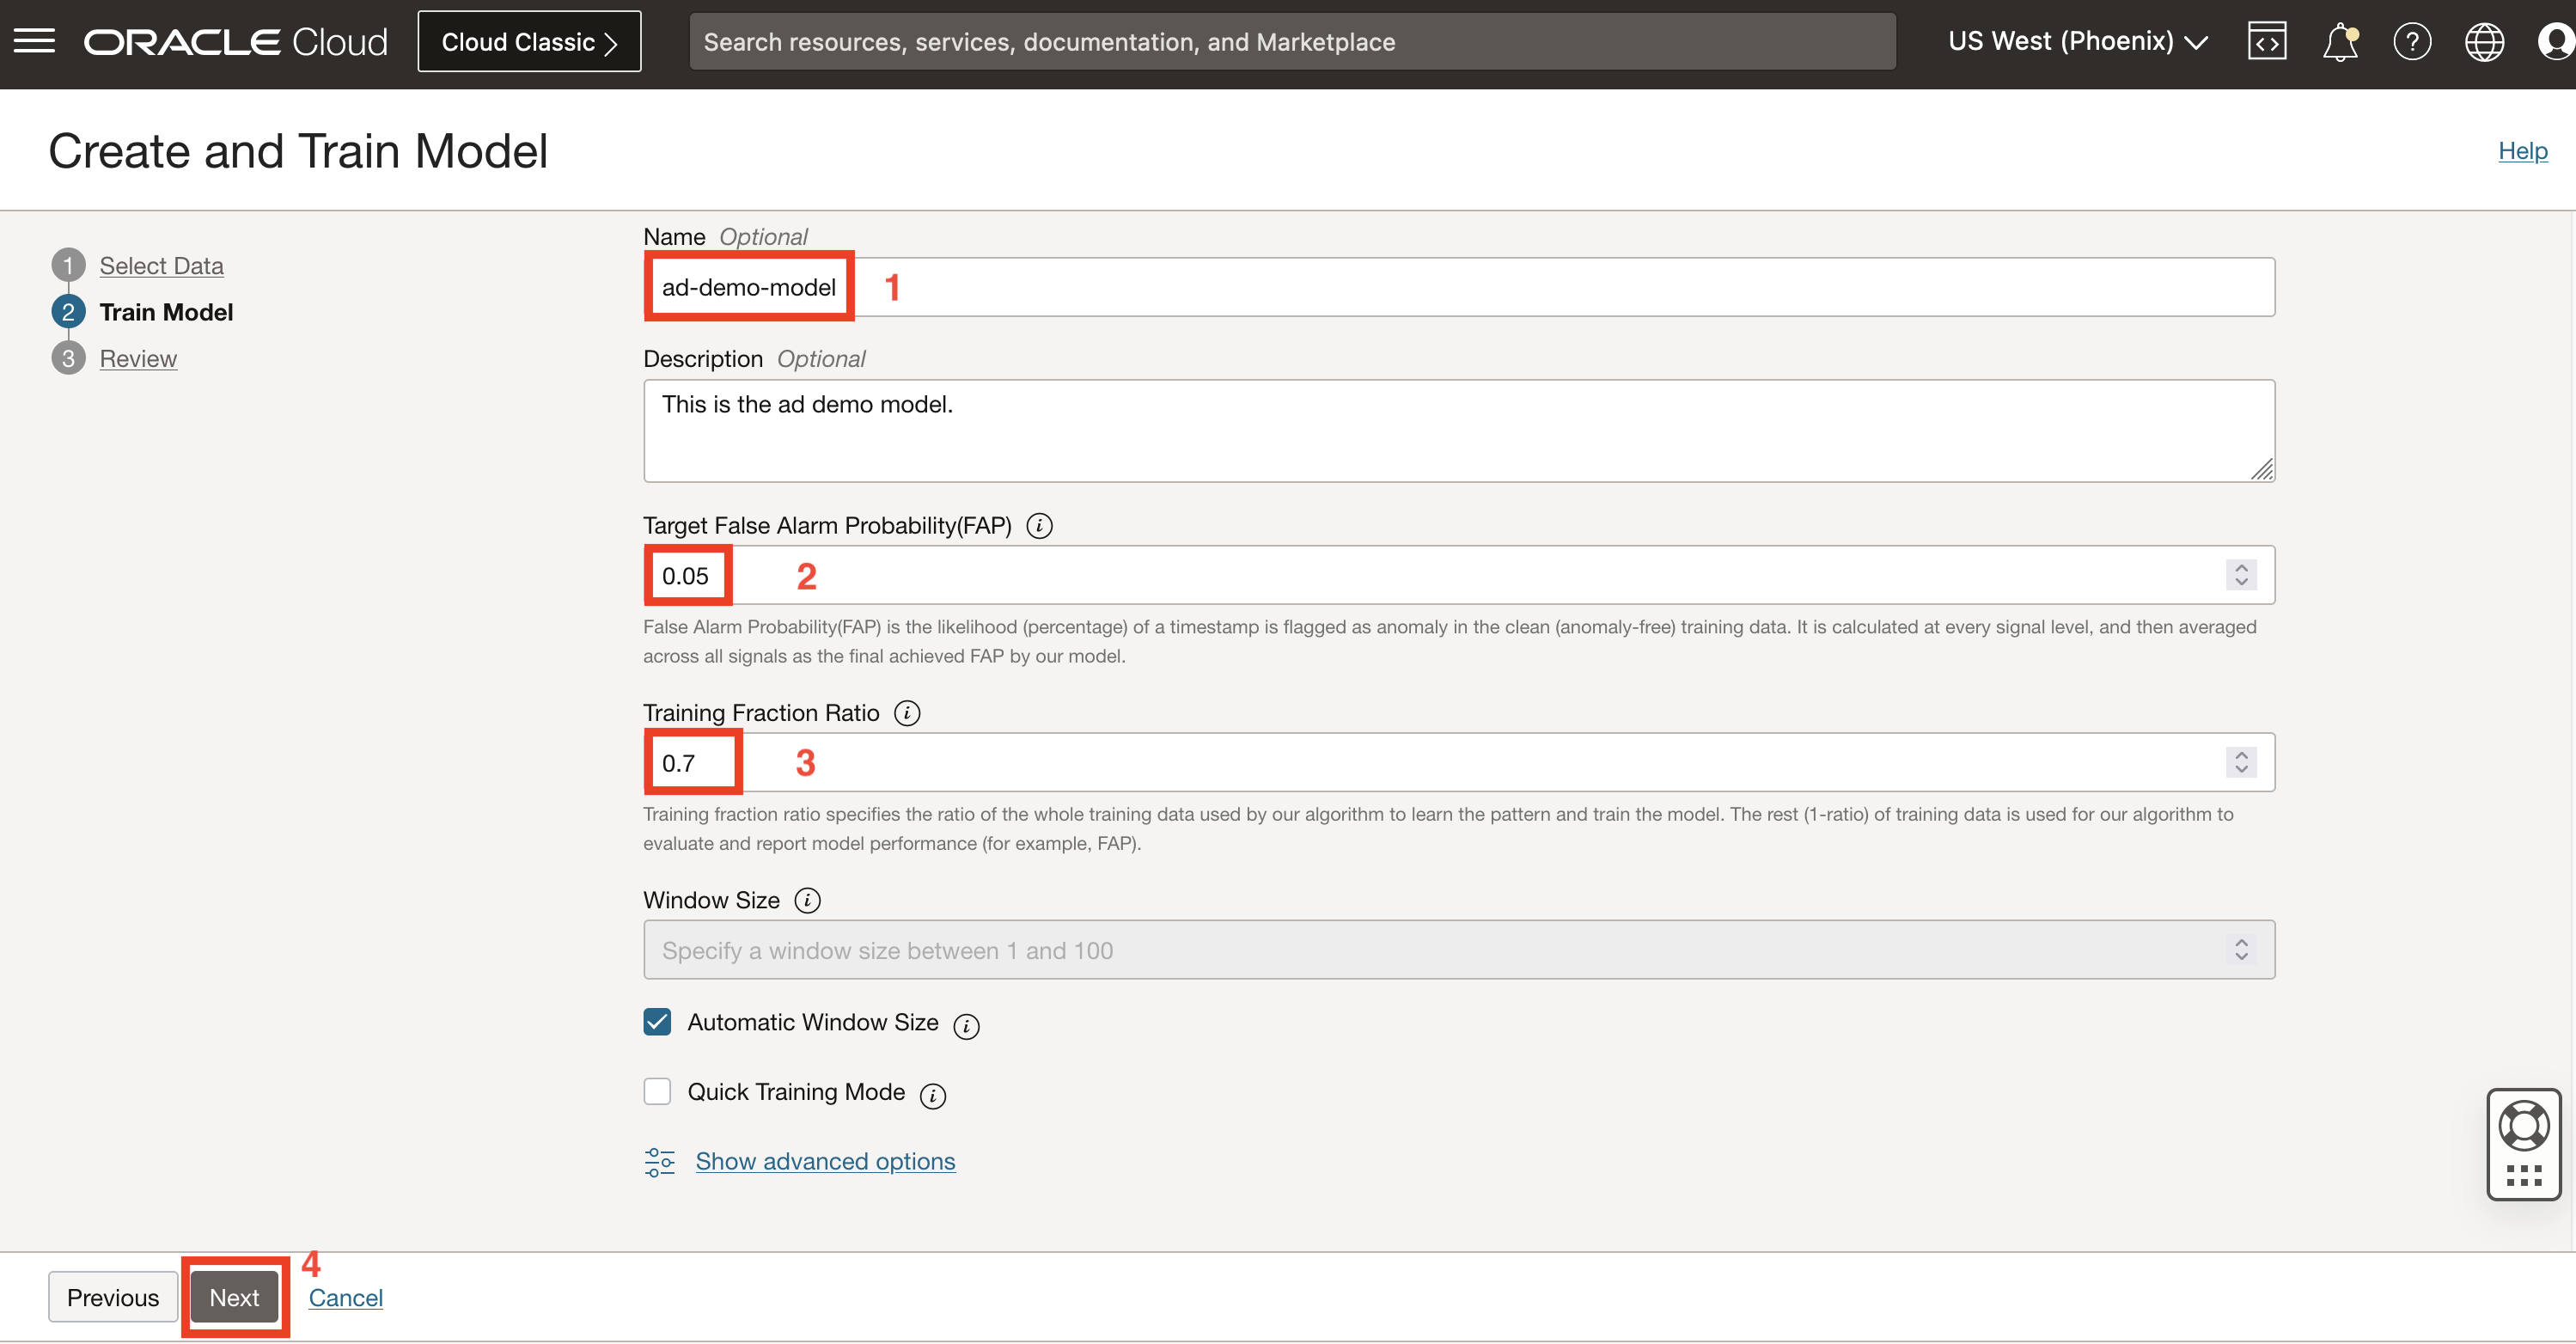 ORACLE Cloud
Cloud Classic
Search resources, services, documentation, and Marketplace
US West (Phoenix)
Create and Train Model
Help
1 Select Data
2 Train Model
3 Review
Name Optional
ad-demo-model 1
Description Optional
This is the ad demo model.
Target False Alarm Probability(FAP) i
0.05 2
False Alarm Probability(FAP) is the likelihood (percentage) of a timestamp is flagged as anomaly in the clean (anomaly-free) training data. It is calculated at every signal level, and then averaged
across all signals as the final achieved FAP by our model.
Training Fraction Ratio i
0.7 3
Training fraction ratio specifies the ratio of the whole training data used by our algorithm to learn the pattern and train the model. The rest (1-ratio) of training data is used for our algorithm to
evaluate and report model performance (for example, FAP).
Window Size i
Specify a window size between 1 and 100
Automatic Window Size i
Quick Training Mode i
Show advanced options
4
Previous Next Cancel